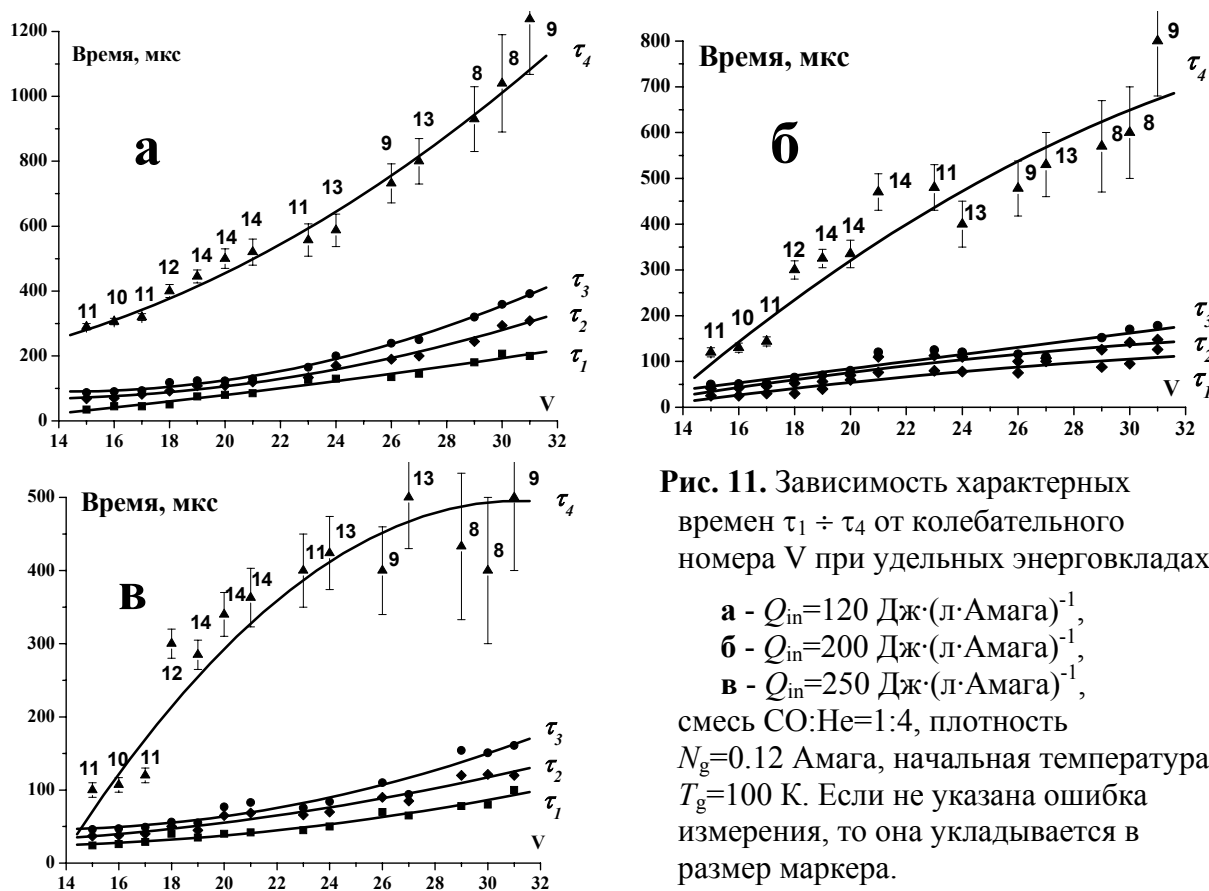 Время, мкс
а
1200
1000
800
600
400
200
0
11 10 11 12 14 14 14 11 13 9 13 8 8 9
τ4
τ3
τ2
τ1
V
14 16 18 20 22 24 26 28 30 32
Время, мкс
б
800
700
600
500
400
300
200
100
0
11 10 11 12 14 14 14 11 13 9 13 8 8 9
τ4
τ3
τ2
τ1
V
14 16 18 20 22 24 26 28 30 32
Время, мкс
в
500
400
300
200
100
0
11 10 11 12 14 14 14 11 13 9 13 8 8 9
τ4
τ3
τ2
τ1
V
14 16 18 20 22 24 26 28 30 32
Рис. 11. Зависимость характерных
времен τ1 ÷ τ4 от колебательного
номера V при удельных энерговкладах
а - Qin=120 Дж·(л·Амага)-1,
б - Qin=200 Дж·(л·Амага)-1,
в - Qin=250 Дж·(л·Амага)-1,
смесь CO:He=1:4, плотность
Ng=0.12 Амага, начальная температура
Tg=100 К. Если не указана ошибка
измерения, то она укладывается в
размер маркера.